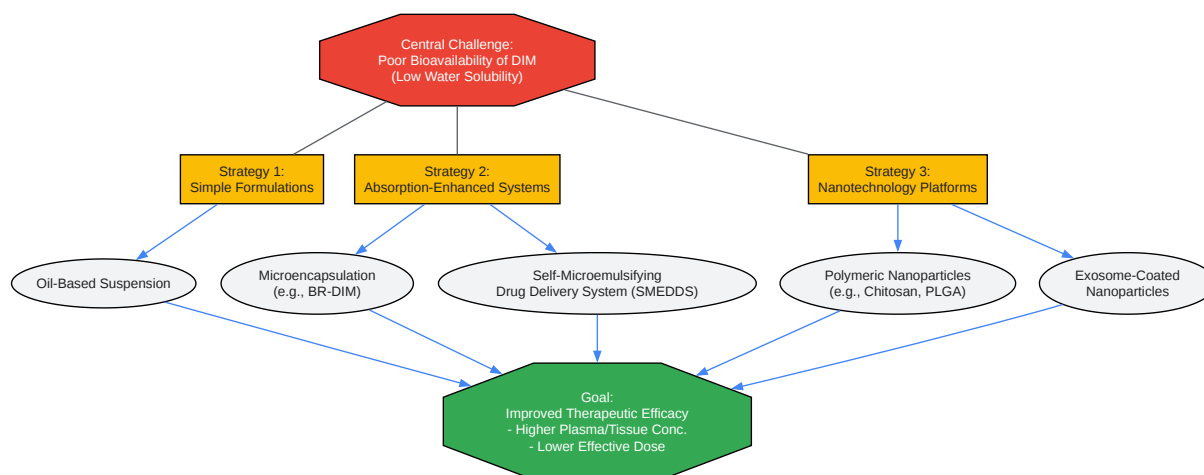 Central Challenge:
Poor Bioavailability of DIM
(Low Water Solubility)
Strategy 1:
Simple Formulations
Strategy 2:
Absorption-Enhanced Systems
Strategy 3:
Nanotechnology Platforms
Oil-Based Suspension
Microencapsulation
(e.g., BR-DIM)
Self-Microemulsifying
Drug Delivery System (SMEDDS)
Polymeric Nanoparticles
(e.g., Chitosan, PLGA)
Exosome-Coated
Nanoparticles
Goal:
Improved Therapeutic Efficacy
- Higher Plasma/Tissue Conc.
- Lower Effective Dose